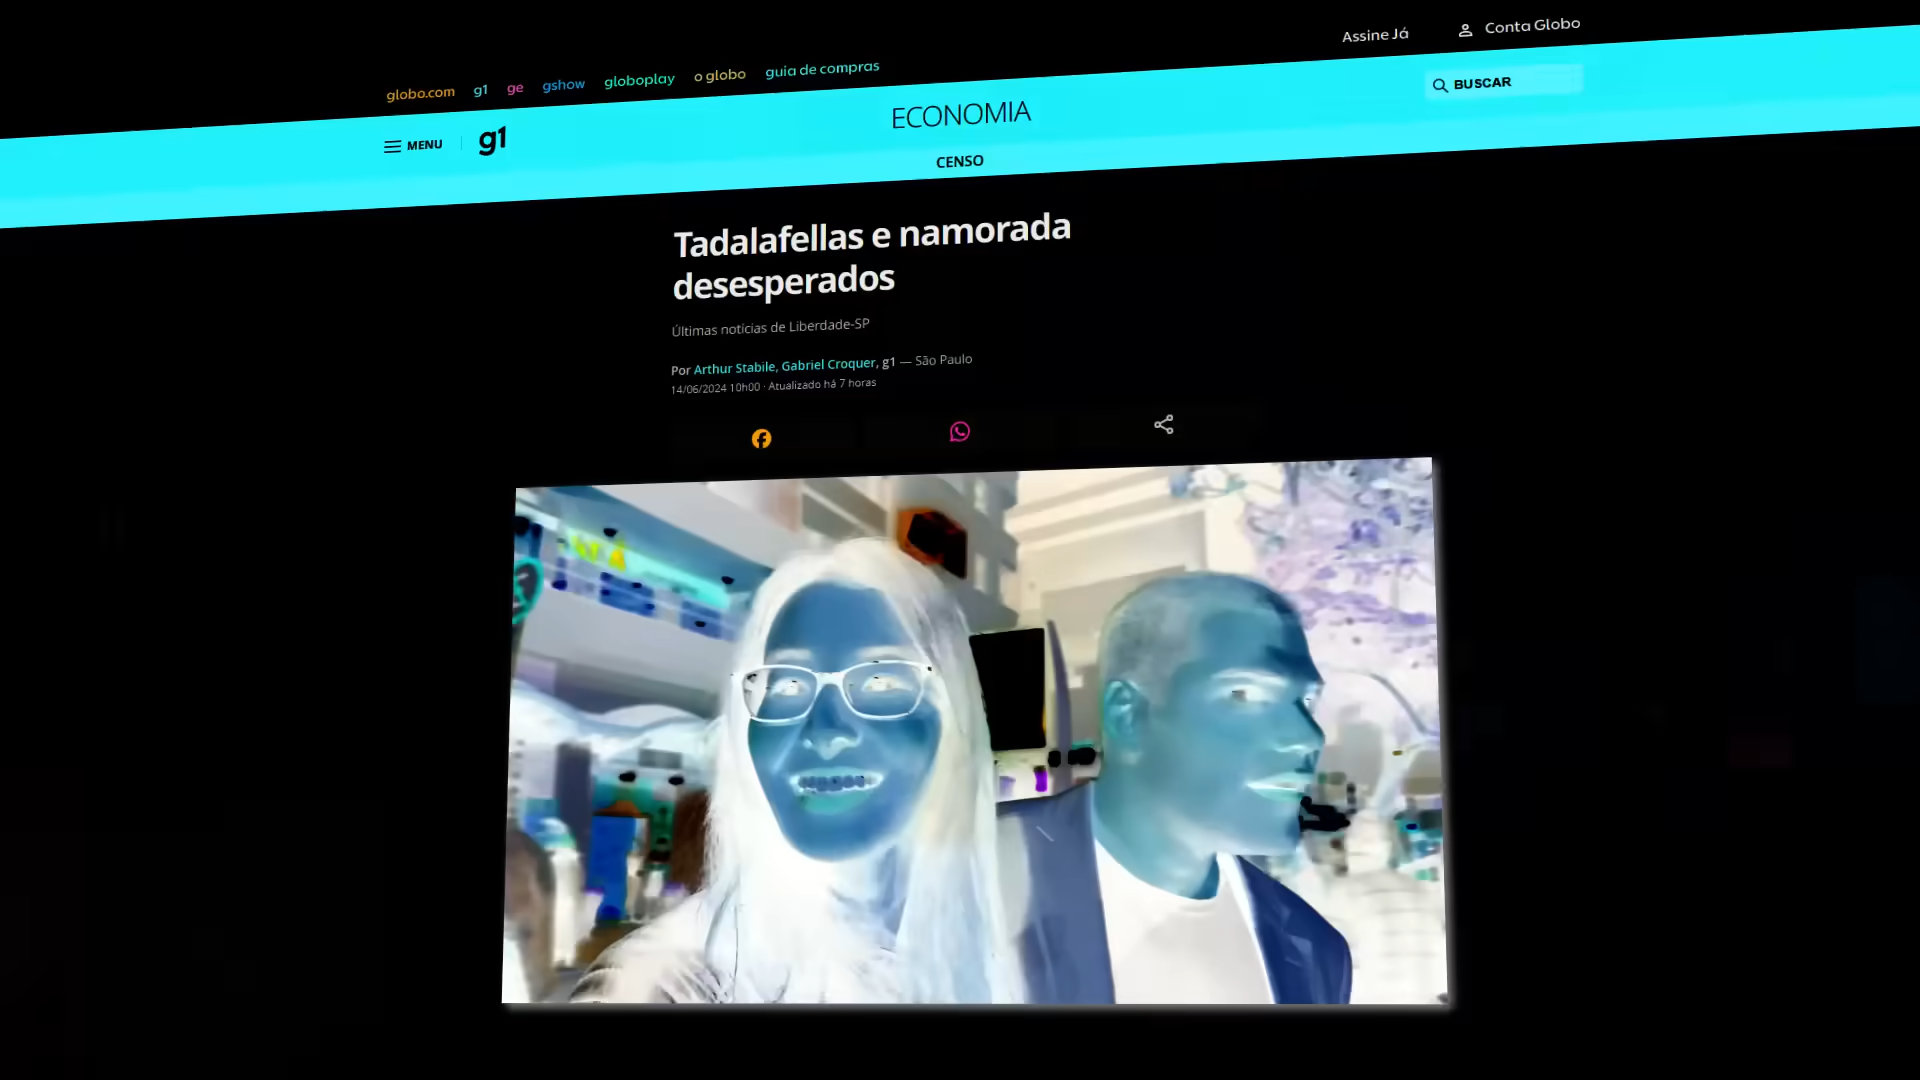 Assine Já Conta Globo
globo.com g1 ge gshow globoplay o globo guia de compras
MENU g1 ECONOMIA BUSCAR
CENSO
Tadalafellas e namorada
desesperados
Últimas notícias de Liberdade-SP
Por Arthur Stabile, Gabriel Croquer, g1 — São Paulo
14/06/2024 10h00 · Atualizado há 7 horas